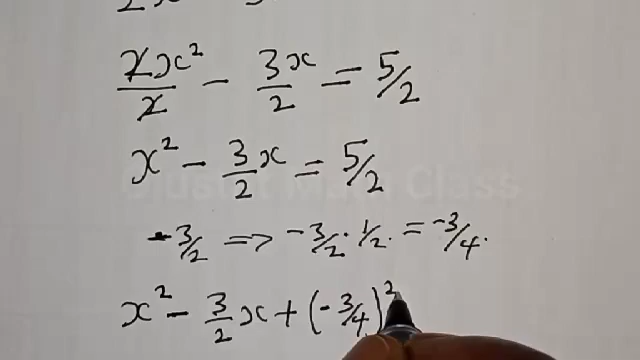 2x²/2 - 3x/2 = 5/2
x² - 3/2 x = 5/2
-3/2 => -3/2 · 1/2 · = -3/4 ·
x² - 3/2 x + (-3/4)²